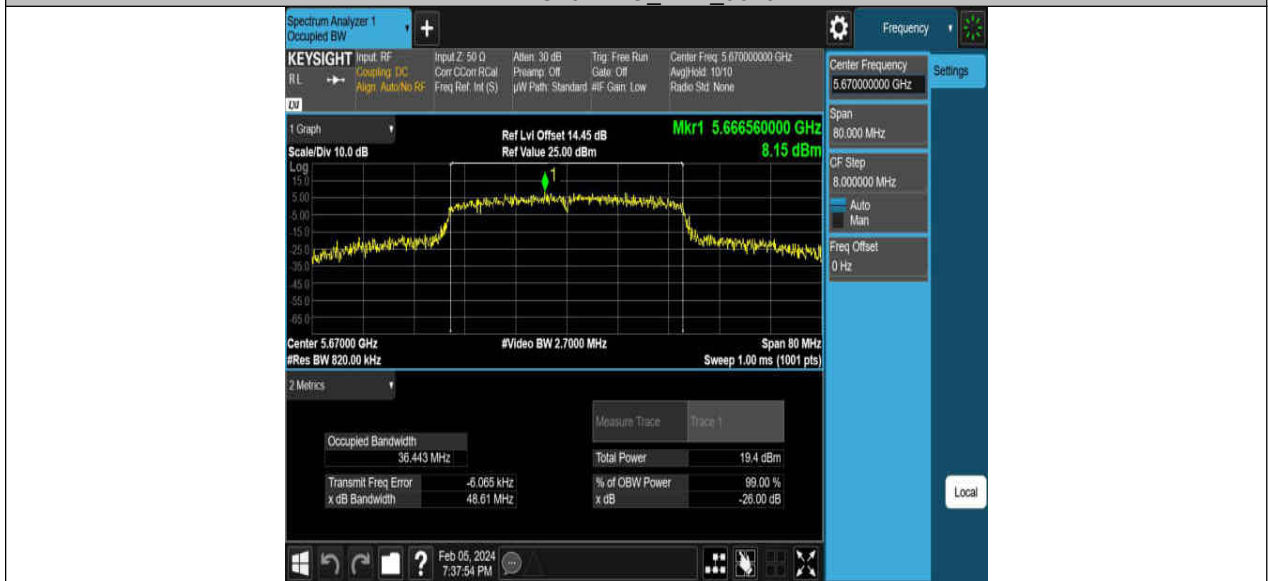 Spectrum Analyzer 1
Occupied BW
+
Frequency
KEYSIGHT
RL
LXI
Input: RF
Coupling: DC
Align: Auto/No RF
Input Z: 50 Ω
Corr CCorr RCal
Freq Ref: Int (S)
Atten: 30 dB
Preamp: Off
µW Path: Standard
Trig: Free Run
Gate: Off
#IF Gain: Low
Center Freq: 5.670000000 GHz
Avg|Hold: 10/10
Radio Std: None
Center Frequency
5.670000000 GHz
Settings
Span
80.000 MHz
CF Step
8.000000 MHz
Auto
Man
Freq Offset
0 Hz
Local
1 Graph
Scale/Div 10.0 dB
Ref Lvl Offset 14.45 dB
Ref Value 25.00 dBm
Mkr1 5.666560000 GHz
8.15 dBm
Log
15.0
5.00
-5.00
-15.0
-25.0
-35.0
-45.0
-55.0
-65.0
1
Center 5.67000 GHz
#Res BW 820.00 kHz
#Video BW 2.7000 MHz
Span 80 MHz
Sweep 1.00 ms (1001 pts)
2 Metrics
Measure Trace
Trace 1
Occupied Bandwidth
36.443 MHz
Total Power
19.4 dBm
Transmit Freq Error
-6.065 kHz
% of OBW Power
99.00 %
x dB Bandwidth
48.61 MHz
x dB
-26.00 dB
?
Feb 05, 2024
7:37:54 PM